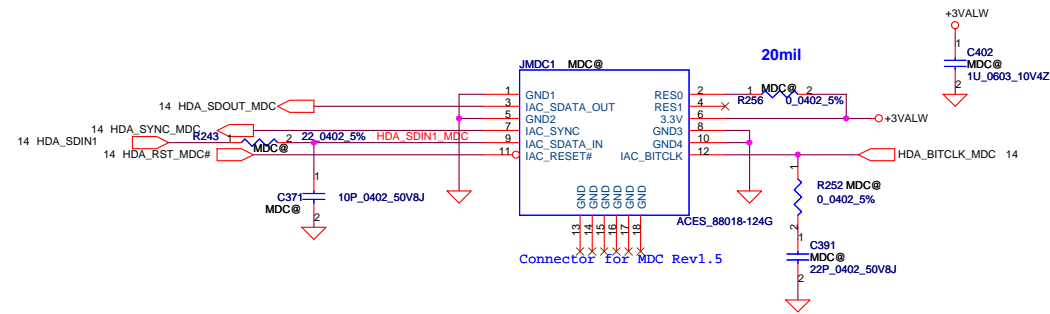 +3VALW
20mil
1
C402
MDC@
1U_0603_10V4Z
2
JMDC1 MDC@
1 GND1 RES0 2 1 2
R256 0_0402_5%
14 HDA_SDOUT_MDC 3 IAC_SDATA_OUT RES1 4
5 GND2 3.3V 6 +3VALW
14 HDA_SYNC_MDC 7 IAC_SYNC GND3 8
14 HDA_SDIN1 R243 1 2 22_0402_5% HDA_SDIN1_MDC 9 IAC_SDATA_IN GND4 10
MDC@
14 HDA_RST_MDC# 11 IAC_RESET# IAC_BITCLK 12 HDA_BITCLK_MDC 14
1
C371 10P_0402_50V8J
MDC@
2
1
R252 MDC@
0_0402_5%
2
GND GND GND GND GND GND
13 14 15 16 17 18
ACES_88018-124G
Connector for MDC Rev1.5
1
C391
MDC@
22P_0402_50V8J
2